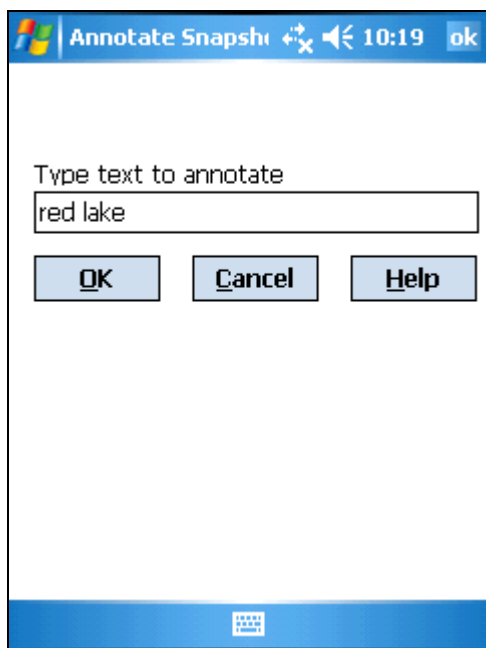 Annotate Snapsh 10:19 ok
Type text to annotate
red lake
OK Cancel Help